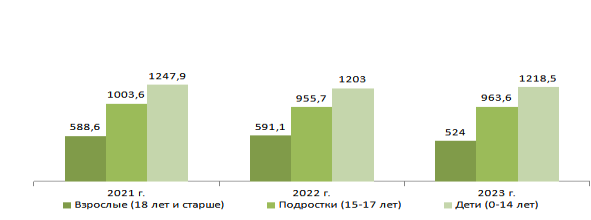 1247,9
1203
1218,5
1003,6
955,7
963,6
588,6
591,1
524
2021 г.
2022 г.
2023 г.
Взрослые (18 лет и старше)
Подростки (15-17 лет)
Дети (0-14 лет)